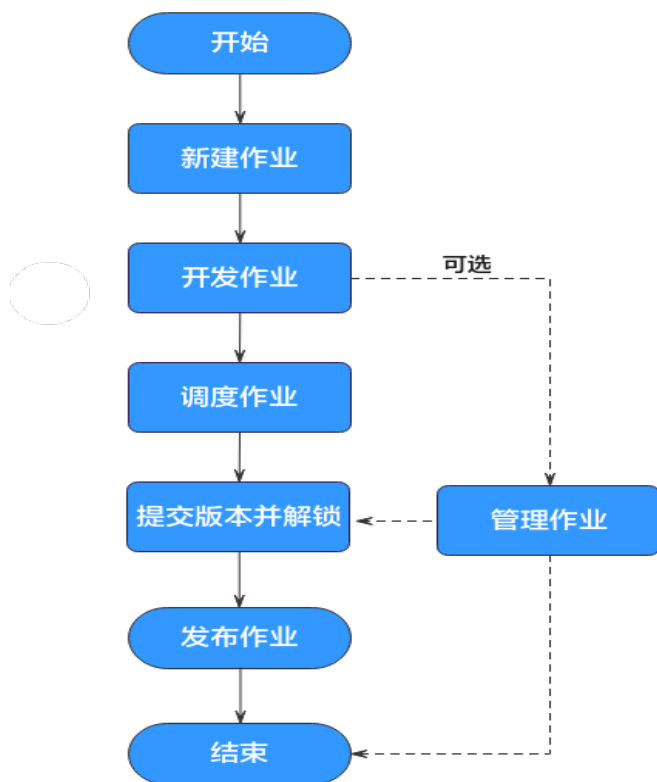 开始
新建作业
开发作业
可选
调度作业
提交版本并解锁
管理作业
发布作业
结束